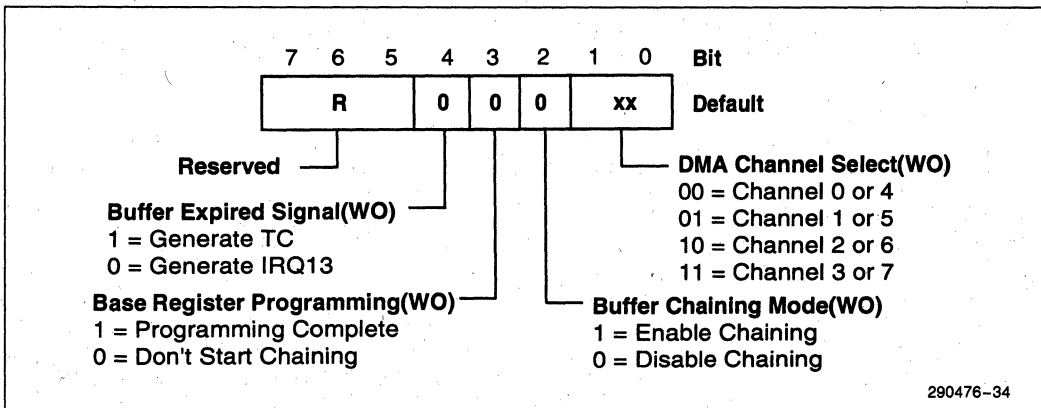 7 6 5 4 3 2 1 0 Bit
R 0 0 0 xx Default
Reserved
DMA Channel Select(WO)
00 = Channel 0 or 4
01 = Channel 1 or 5
10 = Channel 2 or 6
11 = Channel 3 or 7
Buffer Expired Signal(WO)
1 = Generate TC
0 = Generate IRQ13
Base Register Programming(WO)
1 = Programming Complete
0 = Don't Start Chaining
Buffer Chaining Mode(WO)
1 = Enable Chaining
0 = Disable Chaining
290476-34